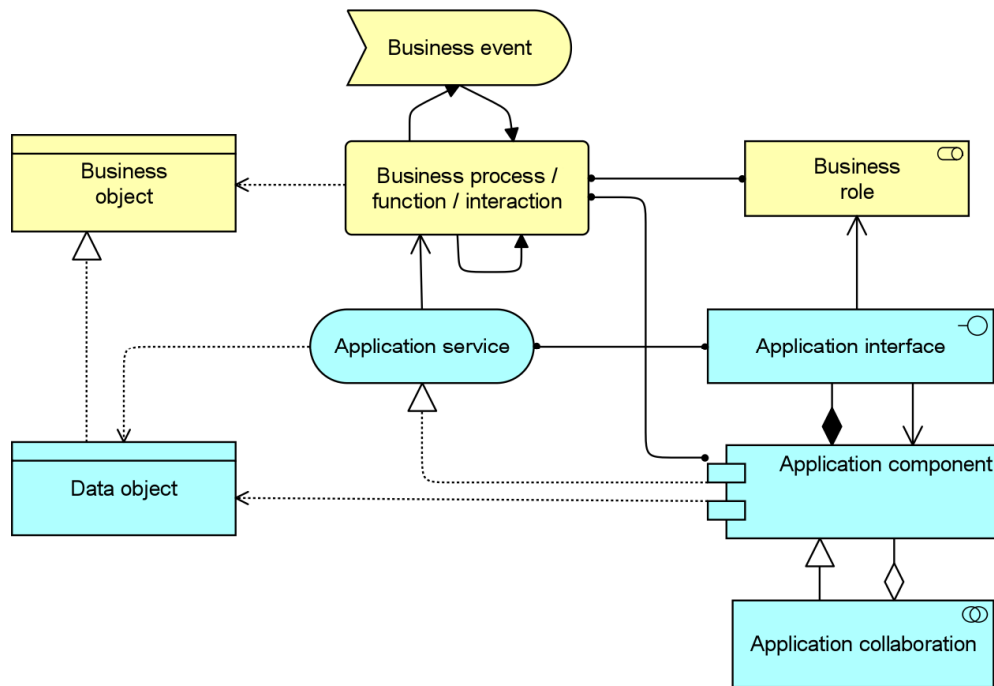 Business event
Business
object
Business process /
function / interaction
Business
role
Application service
Application interface
Data object
Application component
Application collaboration